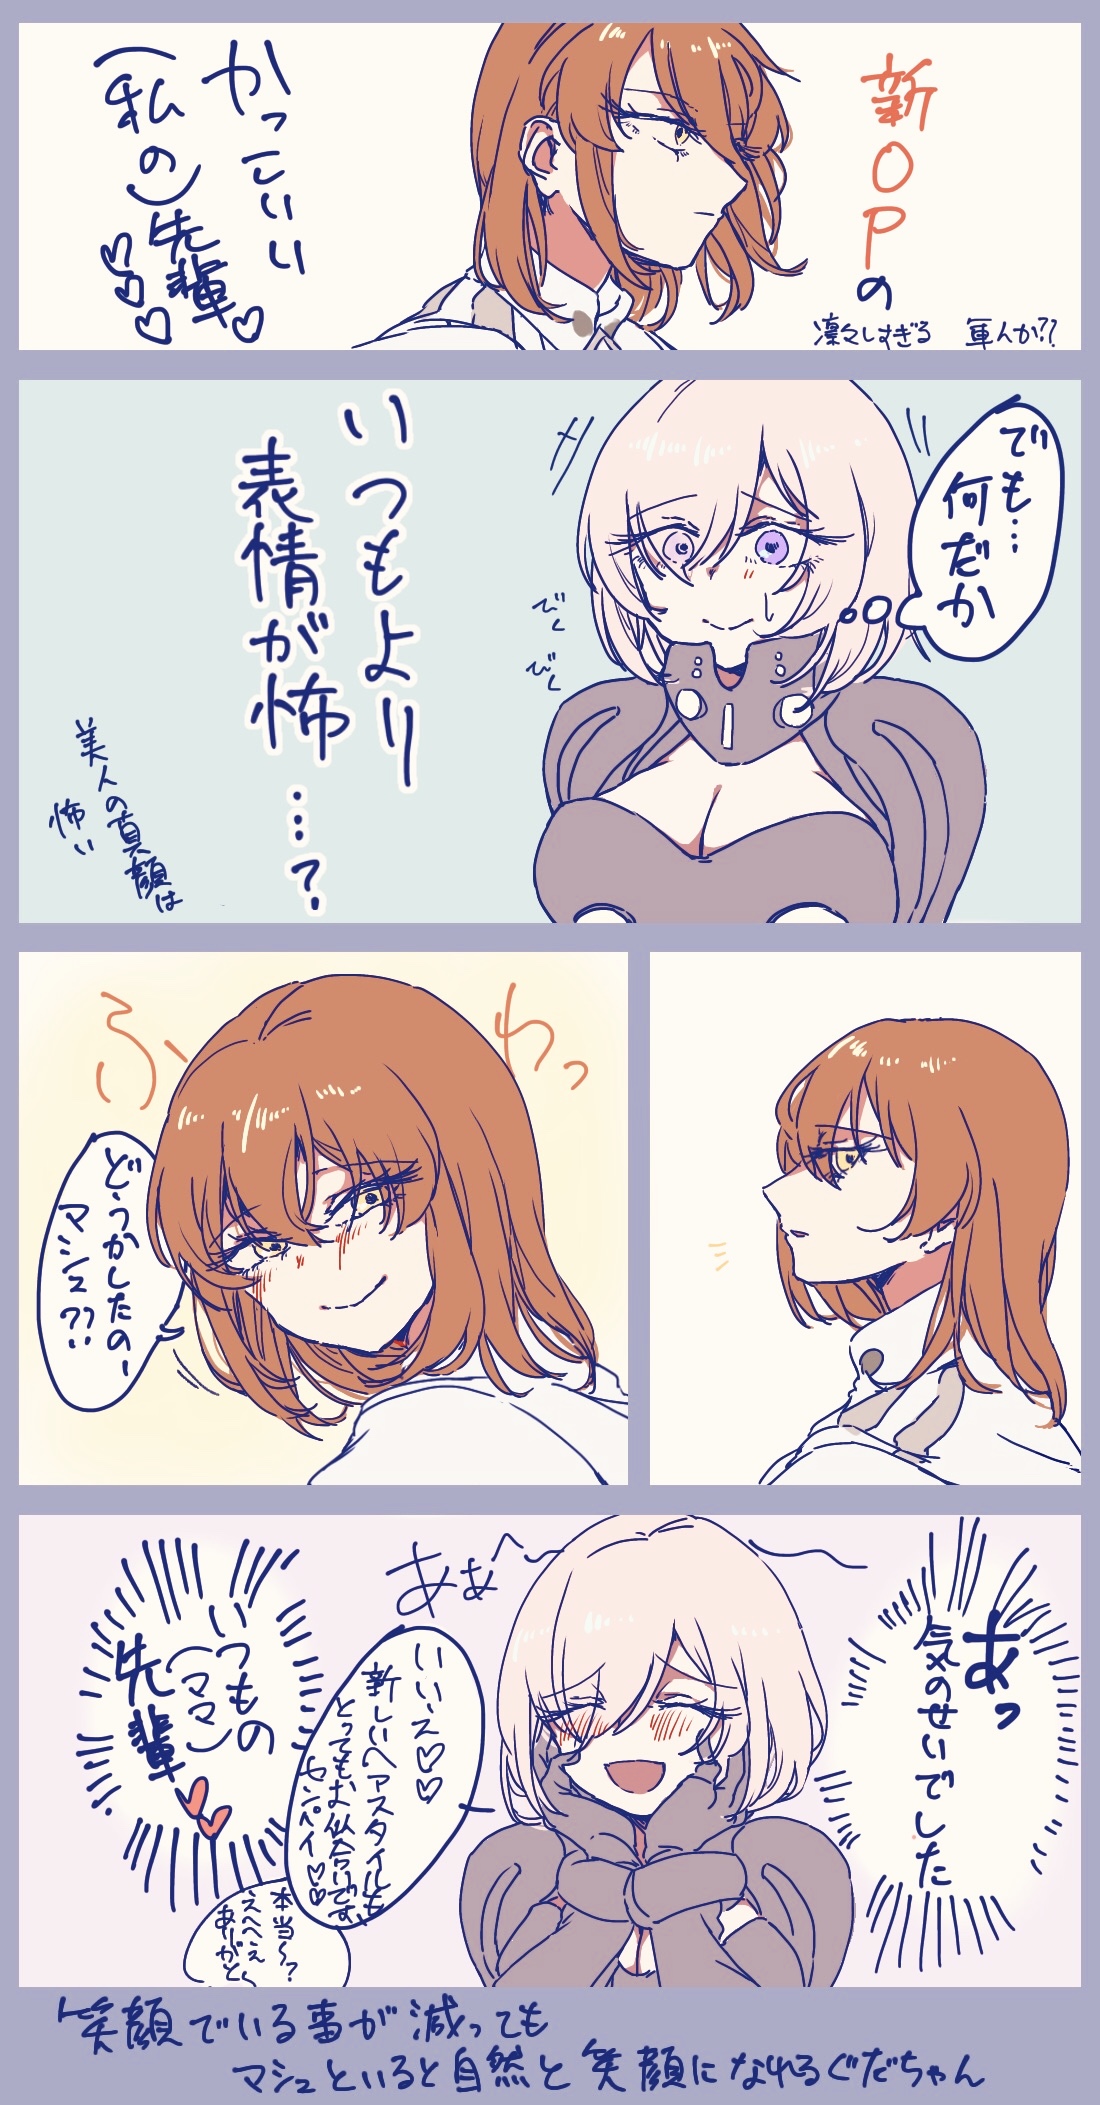 新OPの
凛々しすぎる 軍人か??
かっこいい
(私の)
先輩♡
でも…
何だか
いつもより
表情が怖…?
びく
びく
美人の真顔は
怖い
ふわっ
どうかしたのー
マシュ??
あっ
気のせいでした
あぁ
いいえ♡♡
新しいヘアスタイルも
とってもお似合いです
センパイ♡♡
いつもの
(ママ)
先輩
本当〜?
えへへぇ
ありがと〜
笑顔でいる事が減っても
マシュといると自然と笑顔になれるぐだちゃん